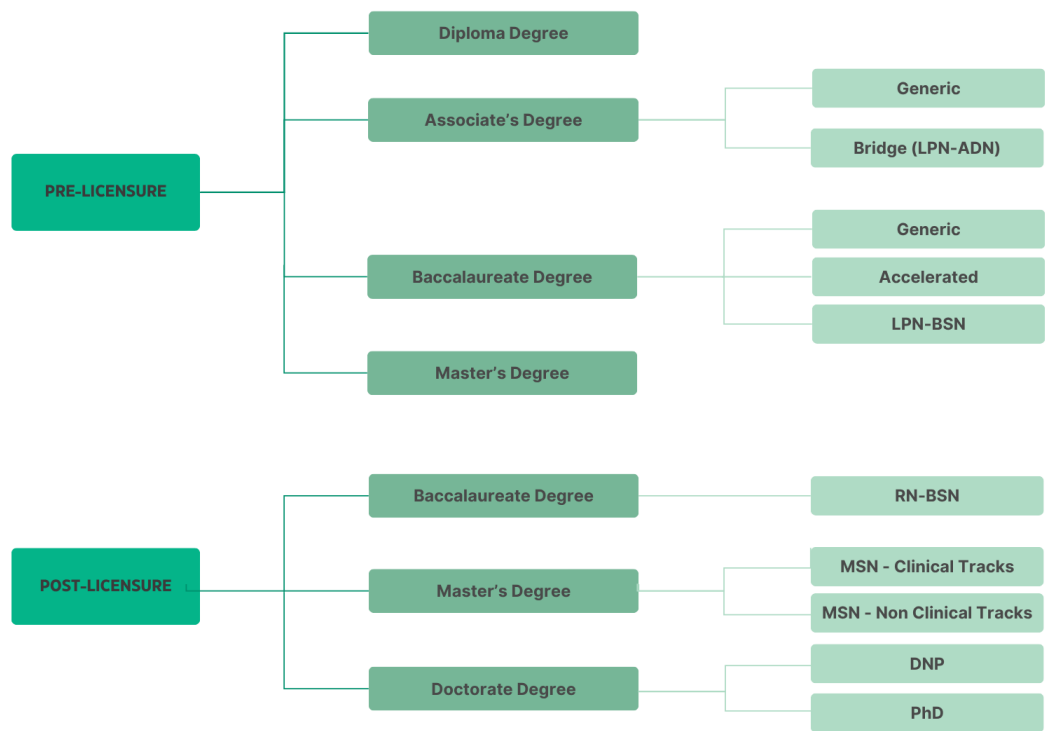 PRE-LICENSURE
Diploma Degree
Associate’s Degree
Generic
Bridge (LPN-ADN)
Baccalaureate Degree
Generic
Accelerated
LPN-BSN
Master’s Degree
POST-LICENSURE
Baccalaureate Degree
RN-BSN
Master’s Degree
MSN - Clinical Tracks
MSN - Non Clinical Tracks
Doctorate Degree
DNP
PhD